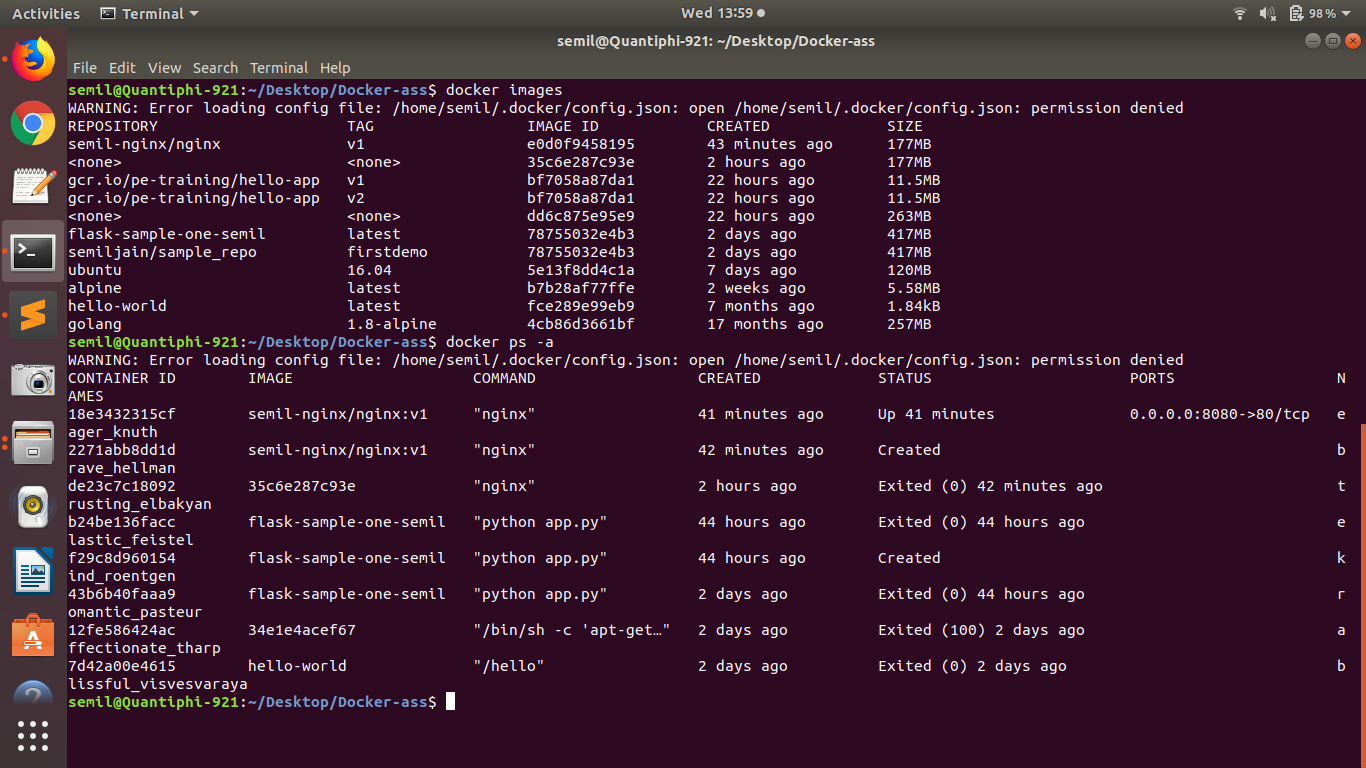 Activities Terminal Wed 13:59 98%
semil@Quantiphi-921: ~/Desktop/Docker-ass
File Edit View Search Terminal Help
semil@Quantiphi-921:~/Desktop/Docker-ass$ docker images
WARNING: Error loading config file: /home/semil/.docker/config.json: open /home/semil/.docker/config.json: permission denied
REPOSITORY TAG IMAGE ID CREATED SIZE
semil-nginx/nginx v1 e0d0f9458195 43 minutes ago 177MB
<none> <none> 35c6e287c93e 2 hours ago 177MB
gcr.io/pe-training/hello-app v1 bf7058a87da1 22 hours ago 11.5MB
gcr.io/pe-training/hello-app v2 bf7058a87da1 22 hours ago 11.5MB
<none> <none> dd6c875e95e9 22 hours ago 263MB
flask-sample-one-semil latest 78755032e4b3 2 days ago 417MB
semiljain/sample_repo firstdemo 78755032e4b3 2 days ago 417MB
ubuntu 16.04 5e13f8dd4c1a 7 days ago 120MB
alpine latest b7b28af77ffe 2 weeks ago 5.58MB
hello-world latest fce289e99eb9 7 months ago 1.84kB
golang 1.8-alpine 4cb86d3661bf 17 months ago 257MB
semil@Quantiphi-921:~/Desktop/Docker-ass$ docker ps -a
WARNING: Error loading config file: /home/semil/.docker/config.json: open /home/semil/.docker/config.json: permission denied
CONTAINER ID IMAGE COMMAND CREATED STATUS PORTS N
AMES
18e3432315cf semil-nginx/nginx:v1 "nginx" 41 minutes ago Up 41 minutes 0.0.0.0:8080->80/tcp e
ager_knuth
2271abb8dd1d semil-nginx/nginx:v1 "nginx" 42 minutes ago Created b
rave_hellman
de23c7c18092 35c6e287c93e "nginx" 2 hours ago Exited (0) 42 minutes ago t
rusting_elbakyan
b24be136facc flask-sample-one-semil "python app.py" 44 hours ago Exited (0) 44 hours ago e
lastic_feistel
f29c8d960154 flask-sample-one-semil "python app.py" 44 hours ago Created k
ind_roentgen
43b6b40faaa9 flask-sample-one-semil "python app.py" 2 days ago Exited (0) 44 hours ago r
omantic_pasteur
12fe586424ac 34e1e4acef67 "/bin/sh -c 'apt-get…" 2 days ago Exited (100) 2 days ago a
ffectionate_tharp
7d42a00e4615 hello-world "/hello" 2 days ago Exited (0) 2 days ago b
lissful_visvesvaraya
semil@Quantiphi-921:~/Desktop/Docker-ass$